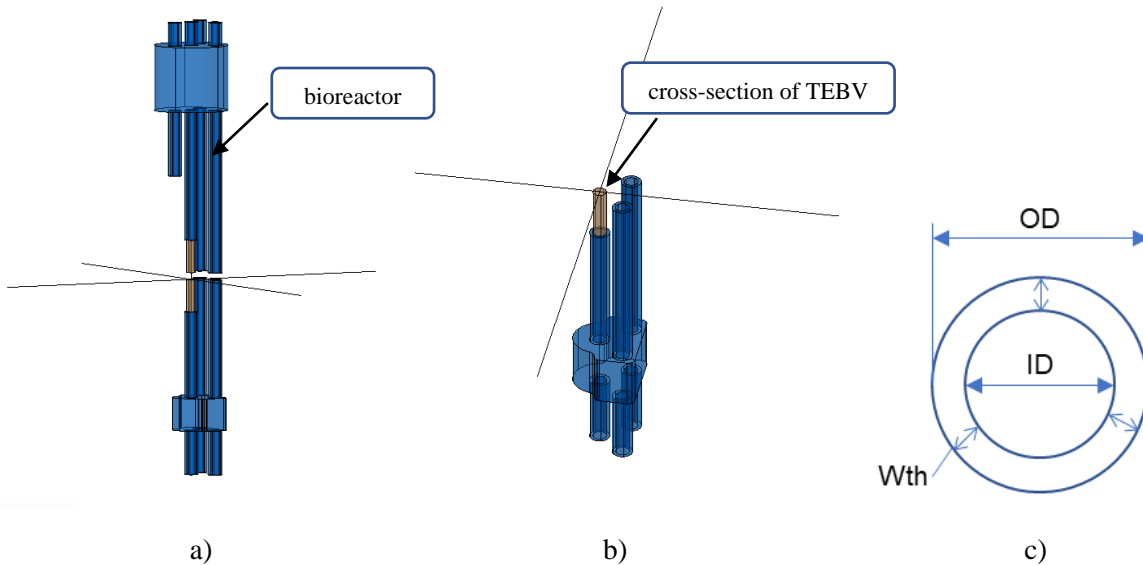 bioreactor
cross-section of TEBV
OD
ID
Wth
a)
b)
c)